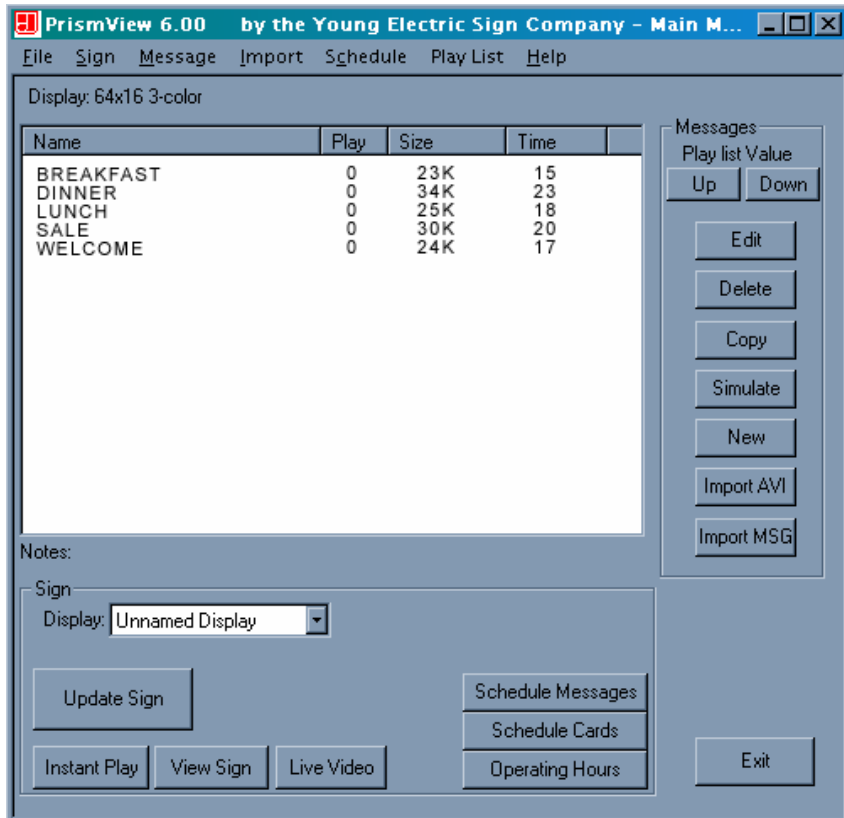 PrismView 6.00 by the Young Electric Sign Company - Main M...
File Sign Message Import Schedule Play List Help
Display: 64x16 3-color
Name Play Size Time
BREAKFAST 0 23K 15
DINNER 0 34K 23
LUNCH 0 25K 18
SALE 0 30K 20
WELCOME 0 24K 17
Messages
Play list Value
Up Down
Edit
Delete
Copy
Simulate
New
Import AVI
Import MSG
Notes:
Sign
Display: Unnamed Display
Update Sign
Schedule Messages
Schedule Cards
Instant Play View Sign Live Video Operating Hours
Exit